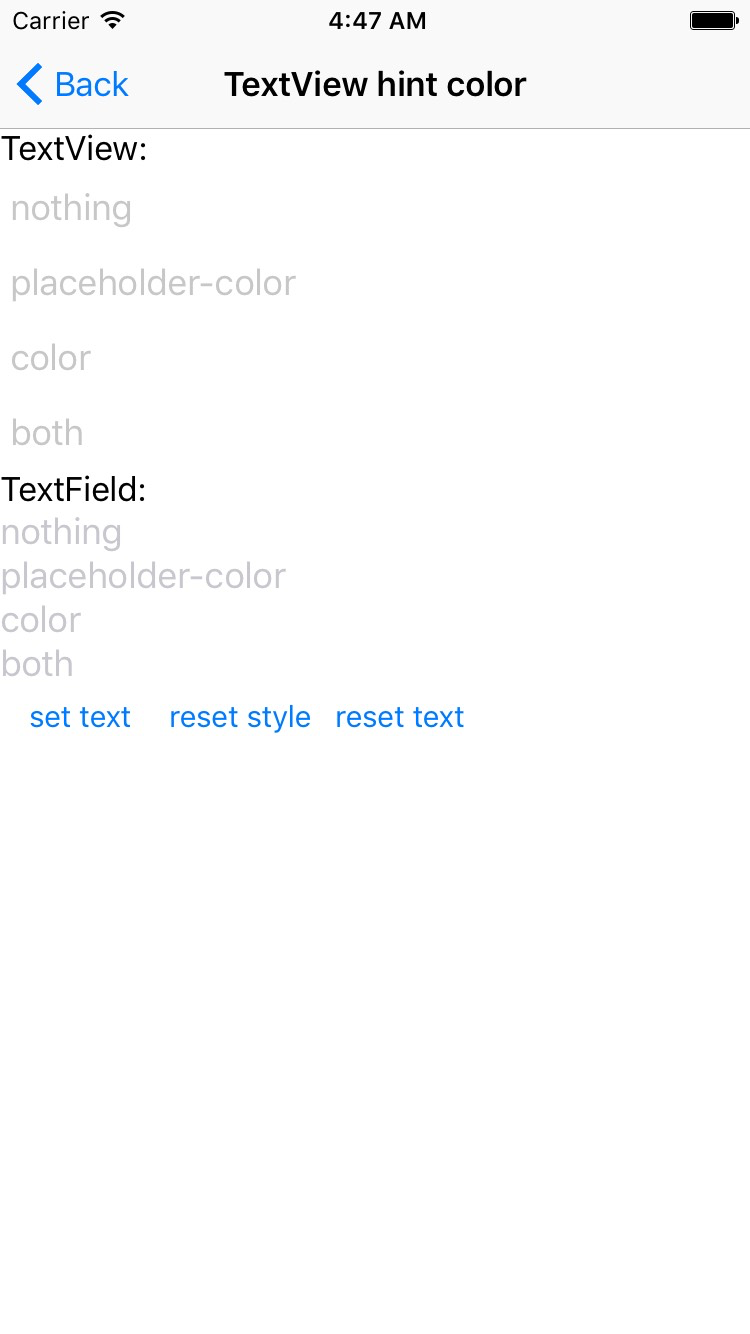 Carrier 4:47 AM
Back TextView hint color
TextView:
nothing
placeholder-color
color
both
TextField:
nothing
placeholder-color
color
both
set text reset style reset text